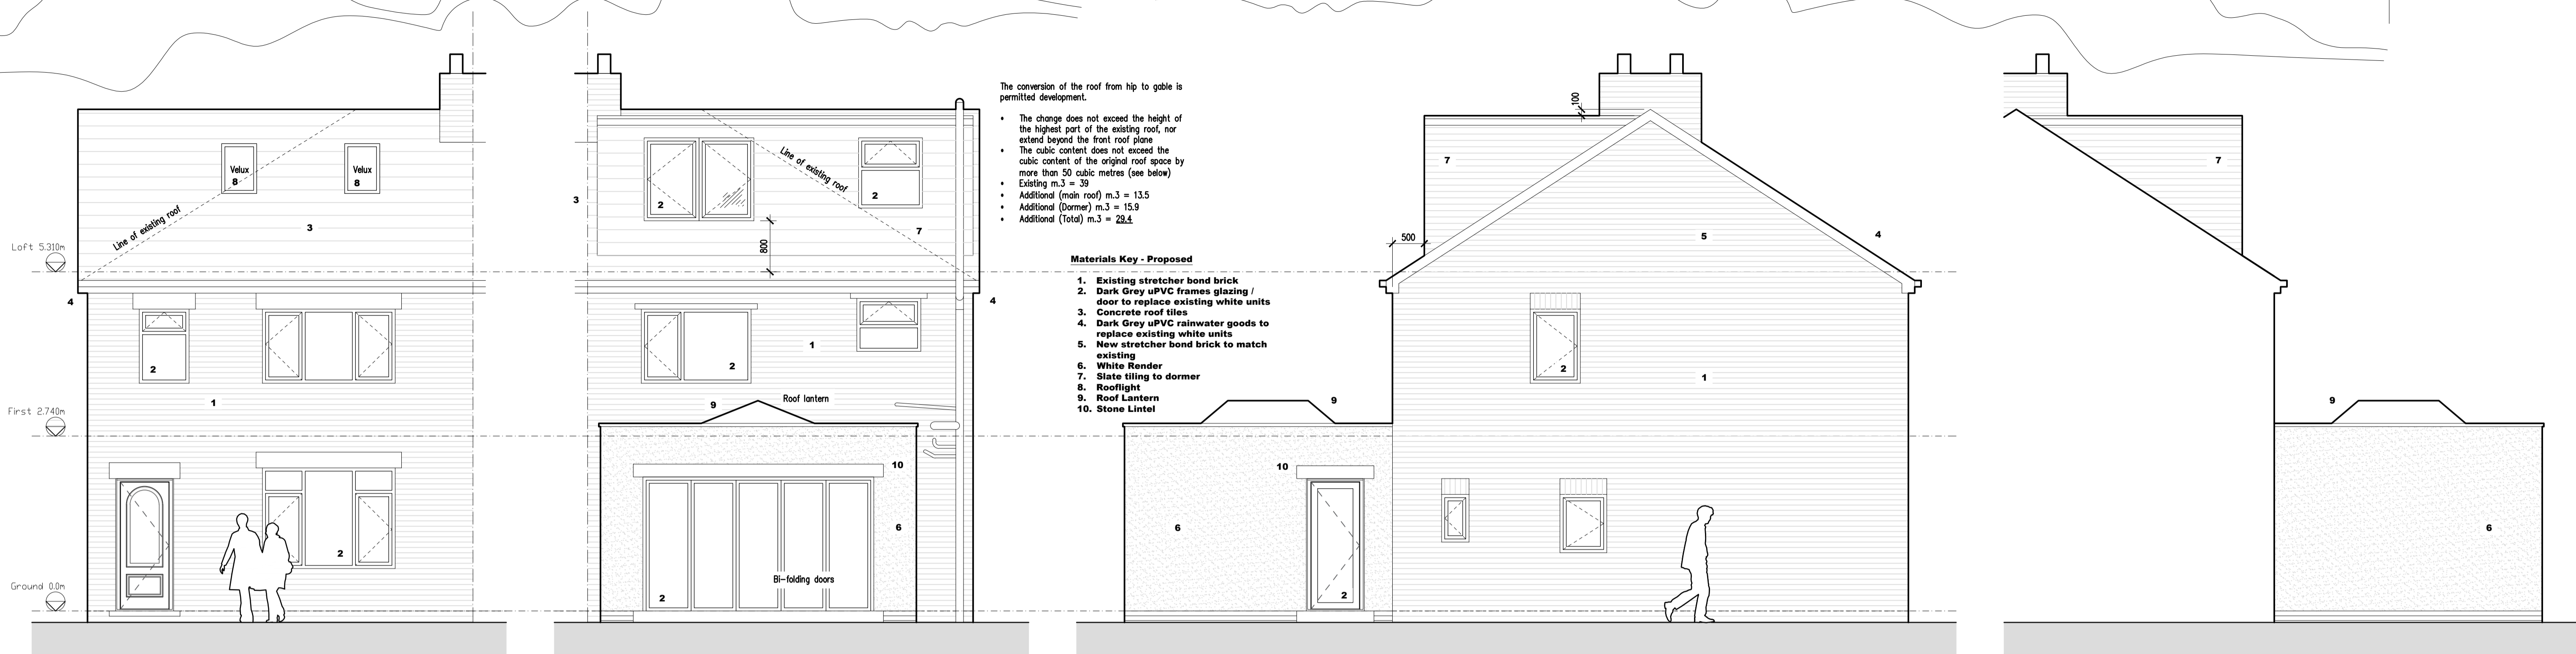 Velux
8
Velux
8
Line of existing roof
3
Loft 5.310m
4
2
1
First 2.740m
2
Ground 0.0m
3
2
Line of existing roof
2
7
800
4
1
2
9
Roof lantern
10
6
Bi-folding doors
2
The conversion of the roof from hip to gable is
permitted development.
• The change does not exceed the height of
the highest part of the existing roof, nor
extend beyond the front roof plane
• The cubic content does not exceed the
cubic content of the original roof space by
more than 50 cubic metres (see below)
• Existing m.3 = 39
• Additional (main roof) m.3 = 13.5
• Additional (Dormer) m.3 = 15.9
• Additional (Total) m.3 = 29.4
Materials Key - Proposed
1. Existing stretcher bond brick
2. Dark Grey uPVC frames glazing /
door to replace existing white units
3. Concrete roof tiles
4. Dark Grey uPVC rainwater goods to
replace existing white units
5. New stretcher bond brick to match
existing
6. White Render
7. Slate tiling to dormer
8. Rooflight
9. Roof Lantern
10. Stone Lintel
100
7
500
5
4
2
1
9
10
6
2
7
9
6